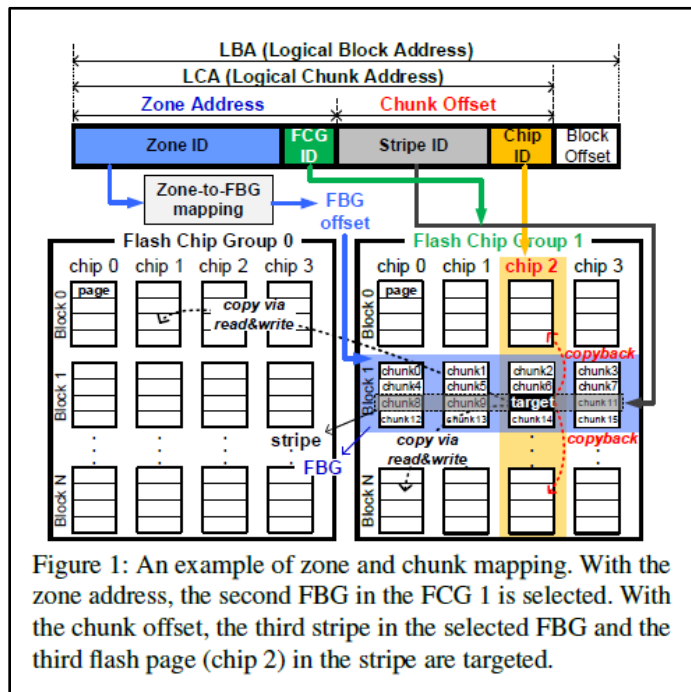 LBA (Logical Block Address)
LCA (Logical Chunk Address)
Zone Address
Chunk Offset
Zone ID
FCG ID
Stripe ID
Chip ID
Block Offset
Zone-to-FBG mapping
FBG offset
Flash Chip Group 0
Flash Chip Group 1
chip 0 chip 1 chip 2 chip 3
chip 0 chip 1 chip 2 chip 3
Block 0
page
copy via read&write
Block 0
page
copyback
Block 1
Block 1
chunk0 chunk1 chunk2 chunk3
chunk4 chunk5 chunk6 chunk7
chunk8 chunk9 target chunk11
chunk12 chunk13 chunk14 chunk15
stripe
FBG
copy via read&write
copyback
Block N
Block N
Figure 1: An example of zone and chunk mapping. With the
zone address, the second FBG in the FCG 1 is selected. With
the chunk offset, the third stripe in the selected FBG and the
third flash page (chip 2) in the stripe are targeted.